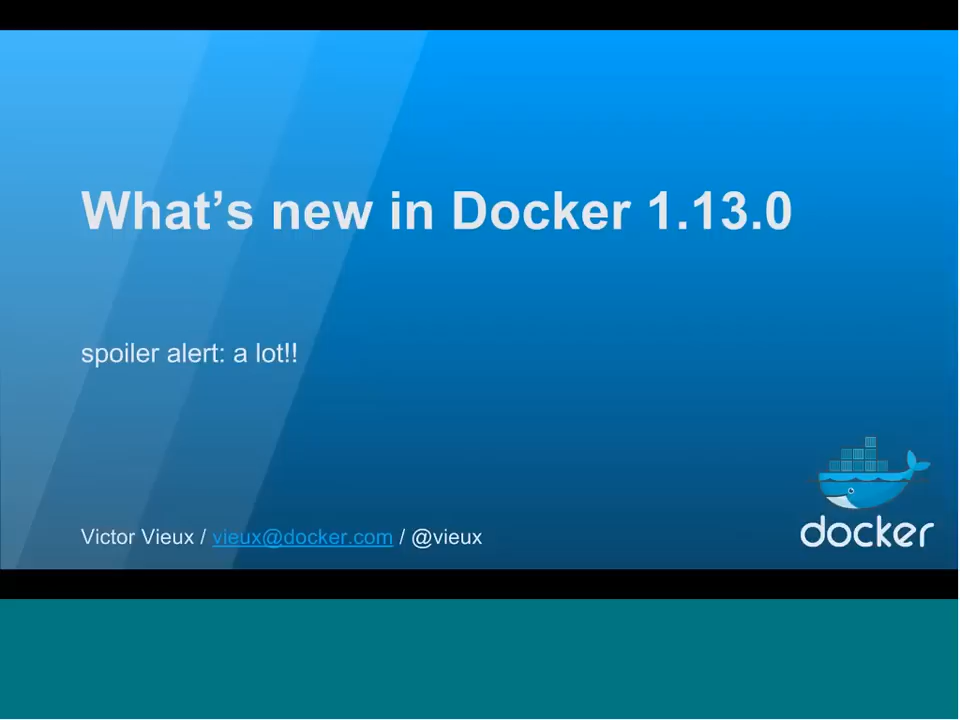 What’s new in Docker 1.13.0
spoiler alert: a lot!!
Victor Vieux / vieux@docker.com / @vieux
docker